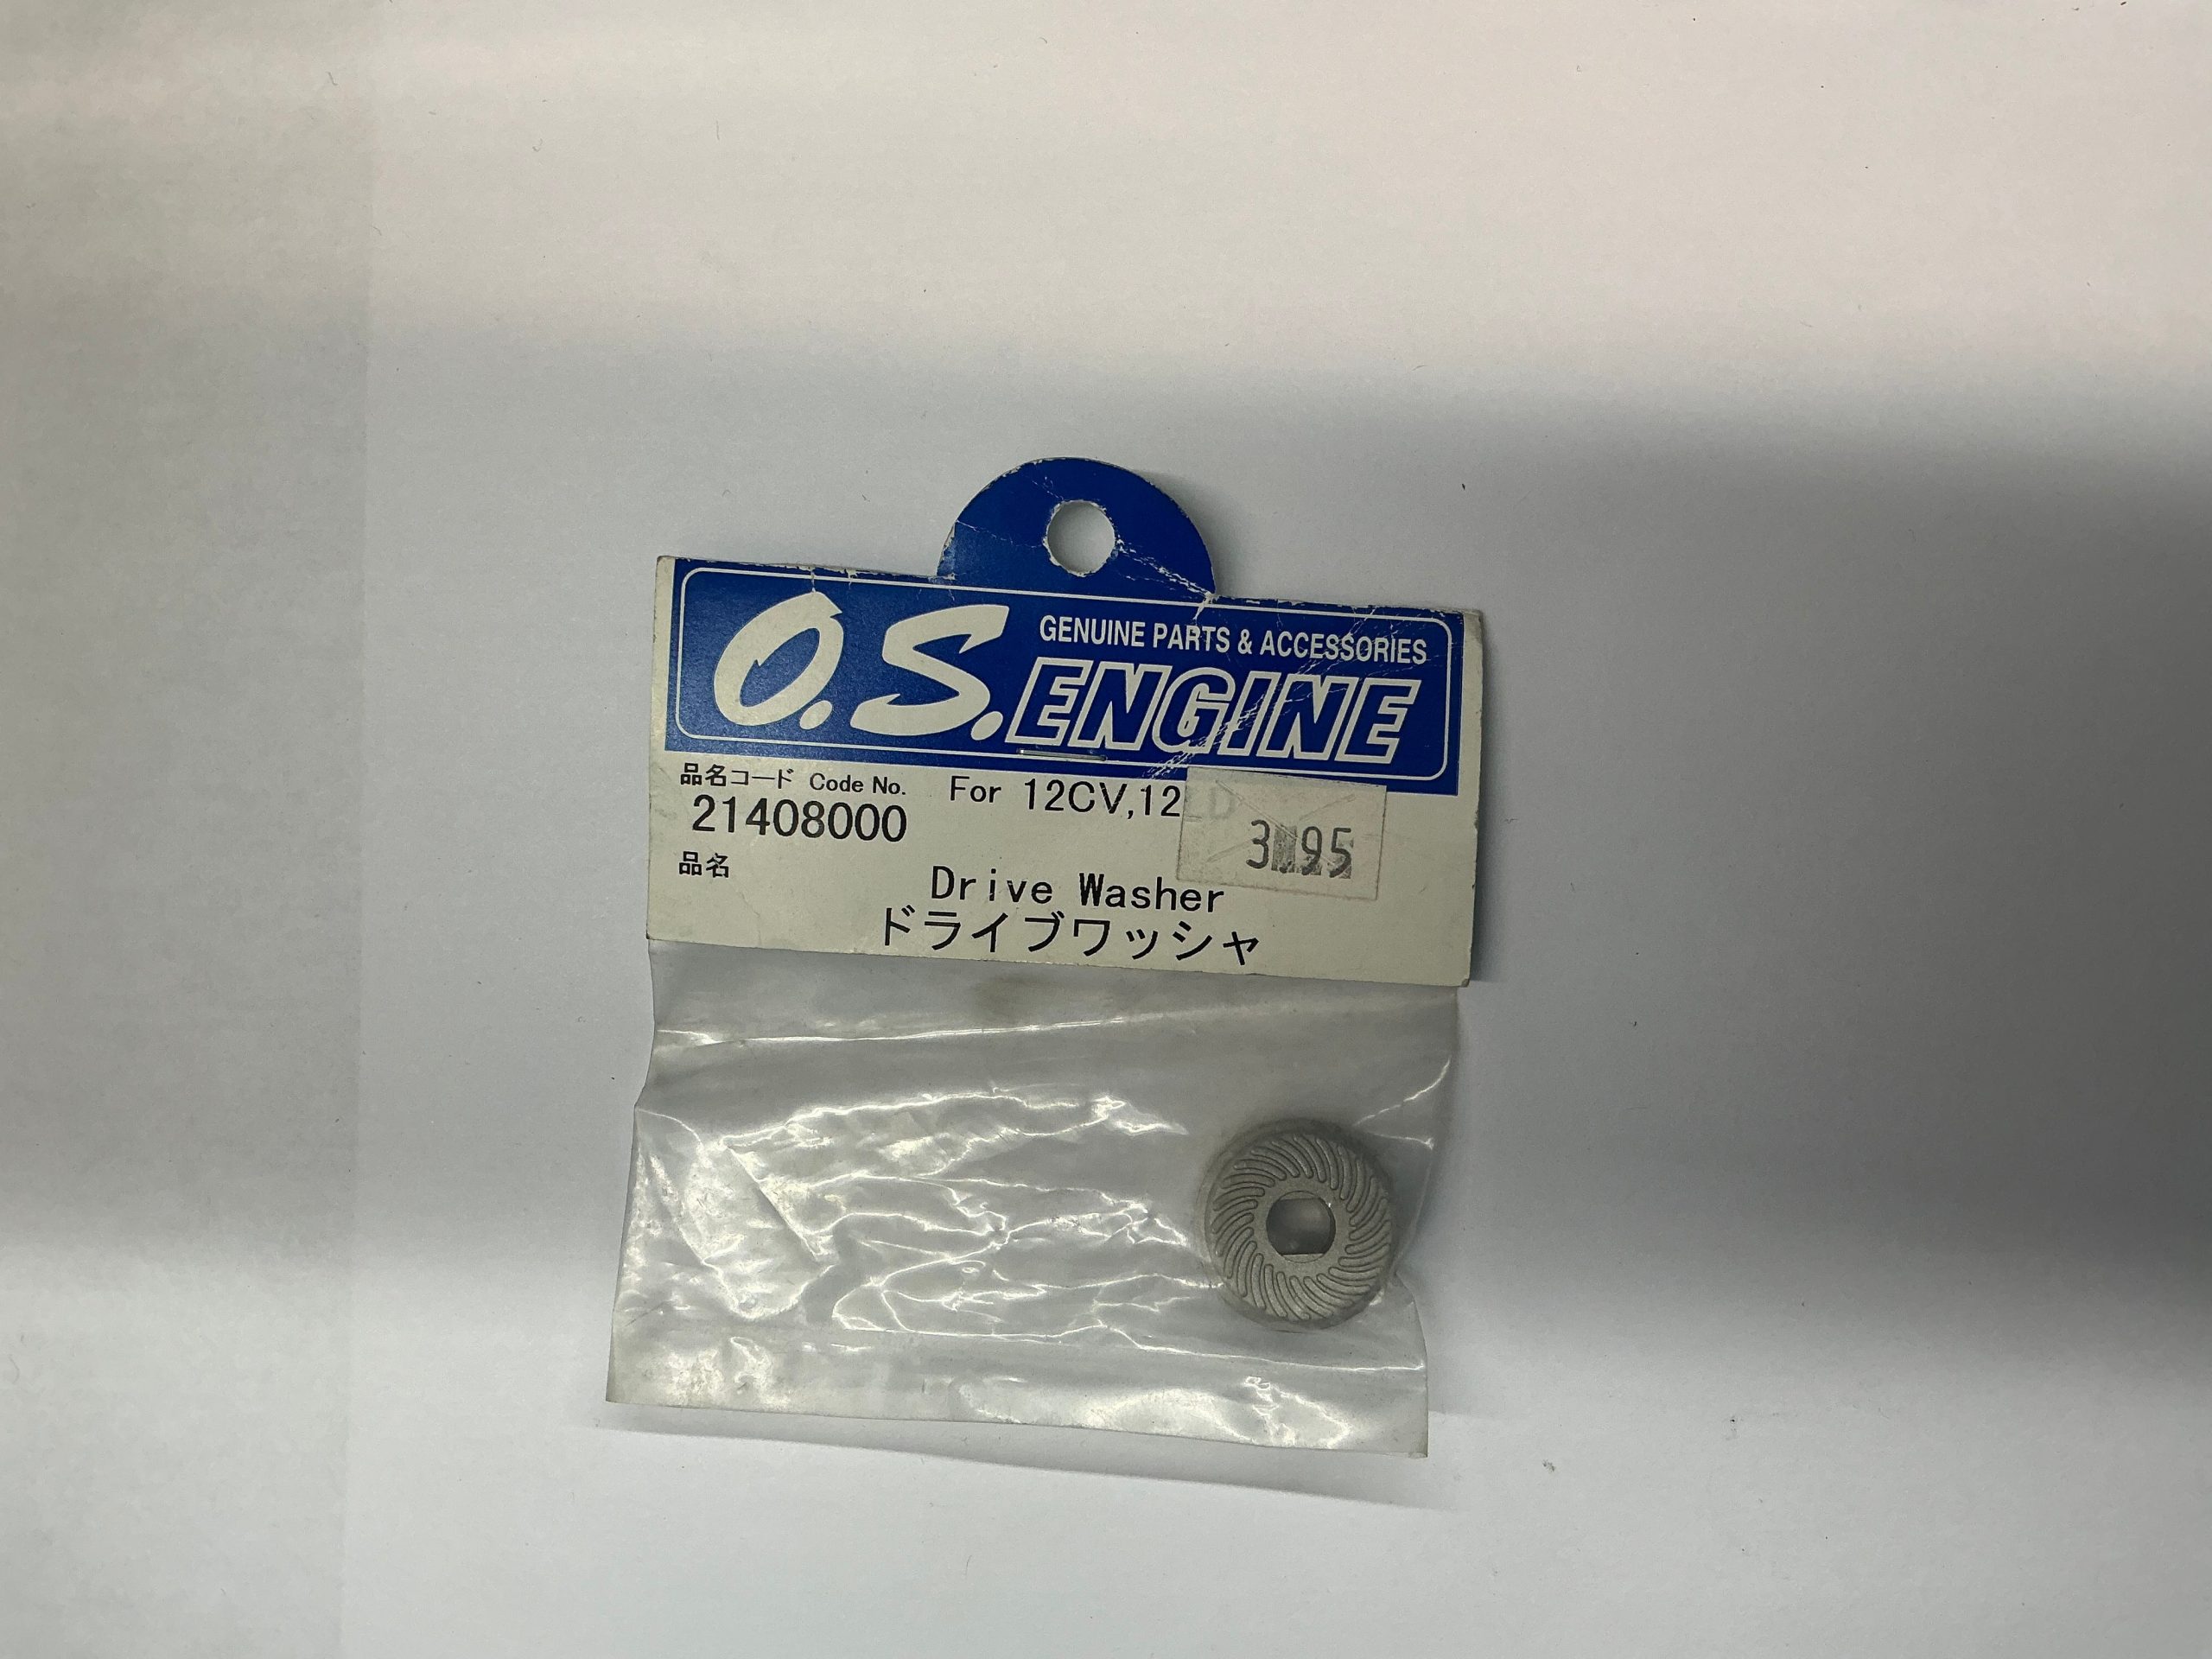 GENUINE PARTS & ACCESSORIES
O.S. ENGINE
品名コード Code No.
21408000
For 12CV,12LD
3.95
品名
Drive Washer
ドライブワッシャ